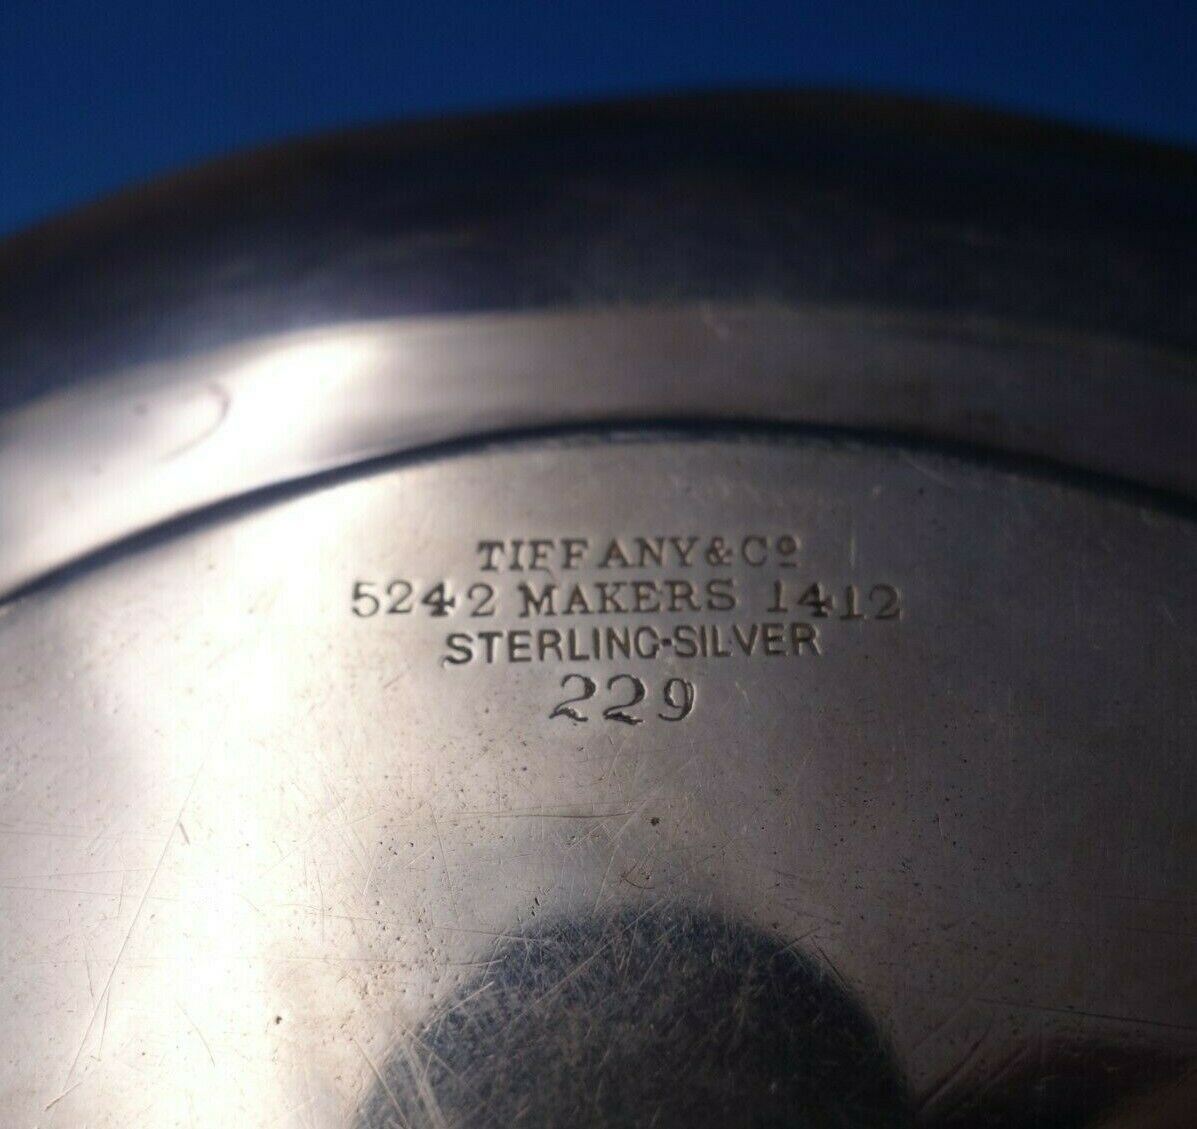 TIFFANY & Cº
5242 MAKERS 1412
STERLING-SILVER
229